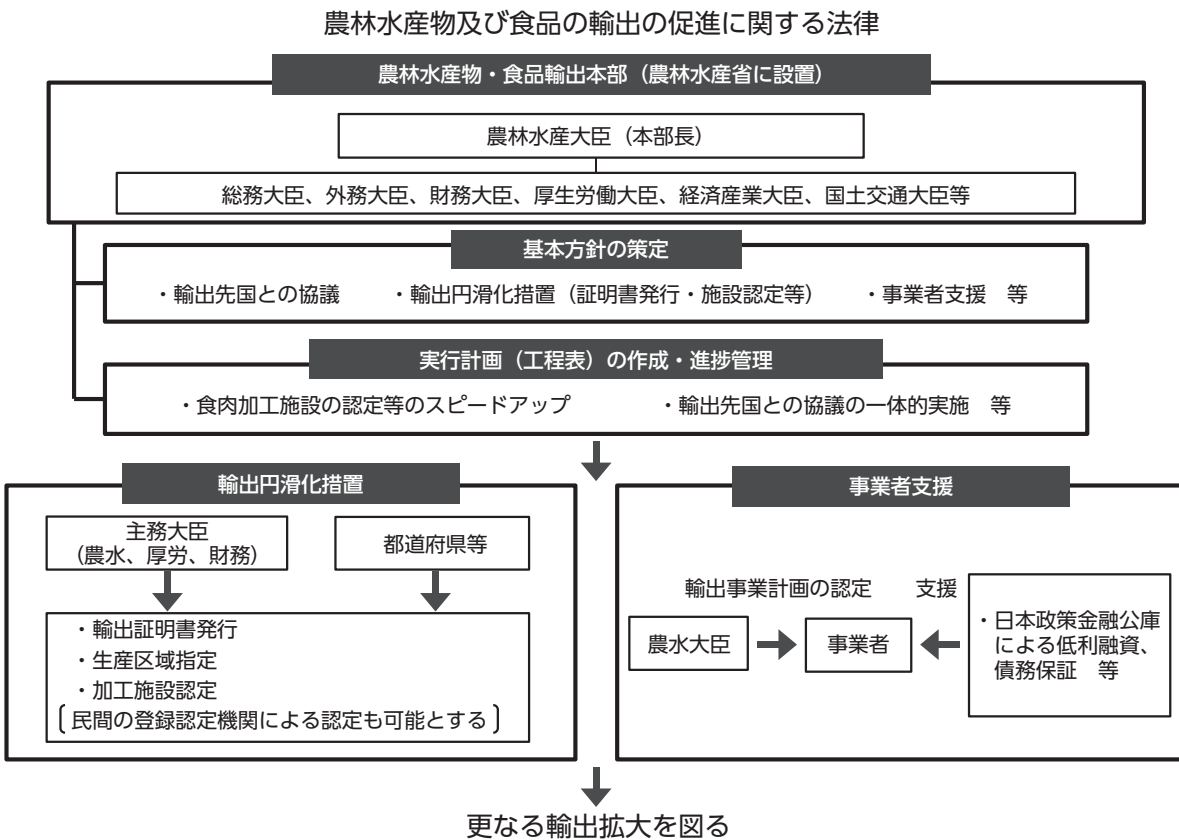 農林水産物及び食品の輸出の促進に関する法律
農林水産物・食品輸出本部（農林水産省に設置）
農林水産大臣（本部長）
総務大臣、外務大臣、財務大臣、厚生労働大臣、経済産業大臣、国土交通大臣等
基本方針の策定
・輸出先国との協議　・輸出円滑化措置（証明書発行・施設認定等）　・事業者支援　等
実行計画（工程表）の作成・進捗管理
・食肉加工施設の認定等のスピードアップ　・輸出先国との協議の一体的実施　等
輸出円滑化措置
主務大臣
（農水、厚労、財務）
都道府県等
・輸出証明書発行
・生産区域指定
・加工施設認定
〔民間の登録認定機関による認定も可能とする〕
事業者支援
輸出事業計画の認定　支援
農水大臣
事業者
・日本政策金融公庫
による低利融資、
債務保証　等
更なる輸出拡大を図る